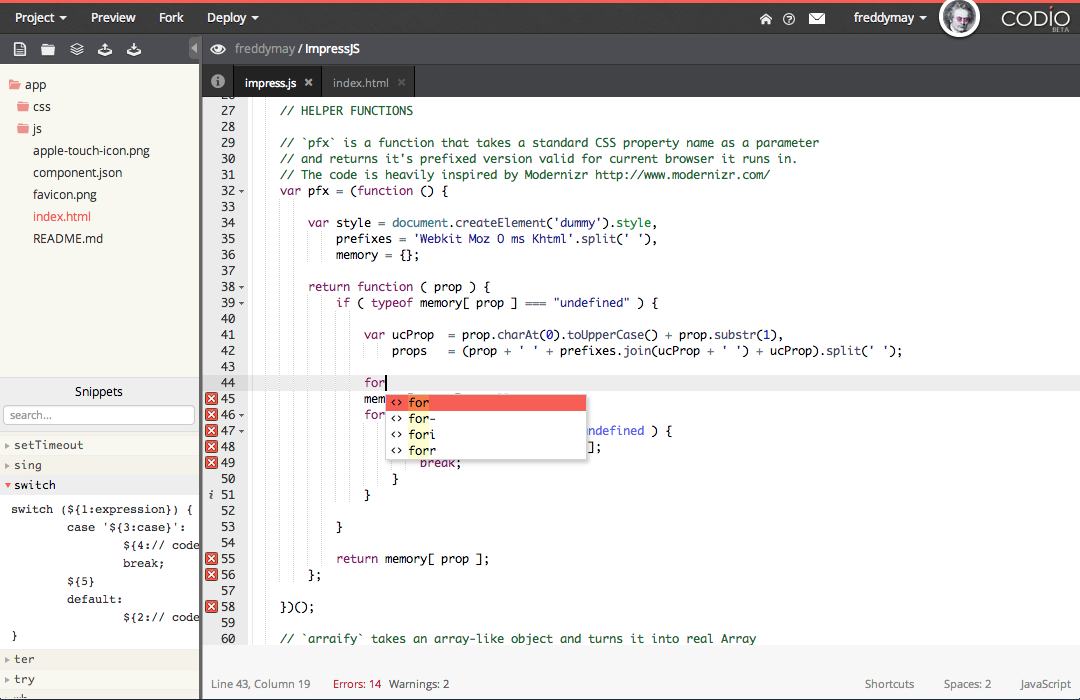 Project Preview Fork Deploy freddymay CODIO BETA
freddymay / ImpressJS
impress.js index.html
app
css
js
apple-touch-icon.png
component.json
favicon.png
index.html
README.md
Snippets
search...
setTimeout
sing
switch
switch (${1:expression}) {
case '${3:case}':
${4:// code
break;
${5}
default:
${2:// code
}
ter
try
27 // HELPER FUNCTIONS
28
29 // `pfx` is a function that takes a standard CSS property name as a parameter
30 // and returns it's prefixed version valid for current browser it runs in.
31 // The code is heavily inspired by Modernizr http://www.modernizr.com/
32 var pfx = (function () {
33
34 var style = document.createElement('dummy').style,
35 prefixes = 'Webkit Moz O ms Khtml'.split(' '),
36 memory = {};
37
38 return function ( prop ) {
39 if ( typeof memory[ prop ] === "undefined" ) {
40
41 var ucProp = prop.charAt(0).toUpperCase() + prop.substr(1),
42 props = (prop + ' ' + prefixes.join(ucProp + ' ') + ucProp).split(' ');
43
44 for
45 mem
46 for
47 ndefined ) {
48 ];
49 break;
50 }
51 }
52
53 }
54
55 return memory[ prop ];
56 };
57
58 })();
59
60 // `arraify` takes an array-like object and turns it into real Array
<> for
<> for-
<> fori
<> forr
Line 43, Column 19 Errors: 14 Warnings: 2 Shortcuts Spaces: 2 JavaScript